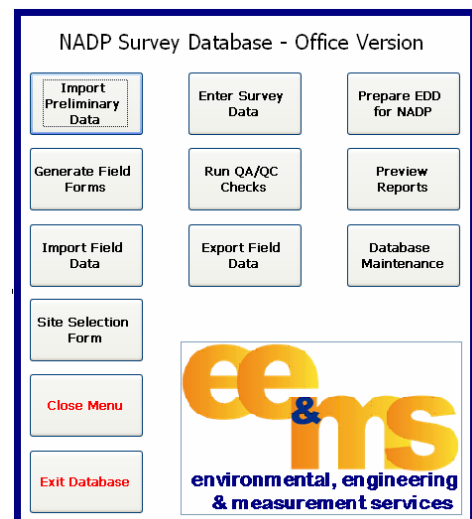 NADP Survey Database - Office Version
Import
Preliminary
Data
Enter Survey
Data
Prepare EDD
for NADP
Generate Field
Forms
Run QA/QC
Checks
Preview
Reports
Import Field
Data
Export Field
Data
Database
Maintenance
Site Selection
Form
Close Menu
Exit Database
ee
&
ms
environmental, engineering
& measurement services